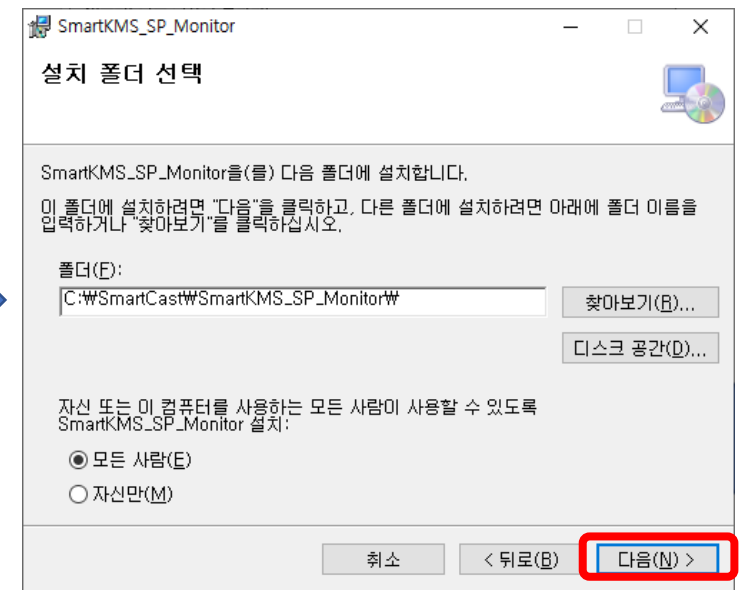 SmartKMS_SP_Monitor
설치 폴더 선택
SmartKMS_SP_Monitor을(를) 다음 폴더에 설치합니다.
이 폴더에 설치하려면 "다음"을 클릭하고, 다른 폴더에 설치하려면 아래에 폴더 이름을
입력하거나 "찾아보기"를 클릭하십시오.
폴더(F):
C:₩SmartCast₩SmartKMS_SP_Monitor₩
찾아보기(R)...
디스크 공간(D)...
자신 또는 이 컴퓨터를 사용하는 모든 사람이 사용할 수 있도록
SmartKMS_SP_Monitor 설치:
모든 사람(E)
자신만(M)
취소
< 뒤로(B)
다음(N) >